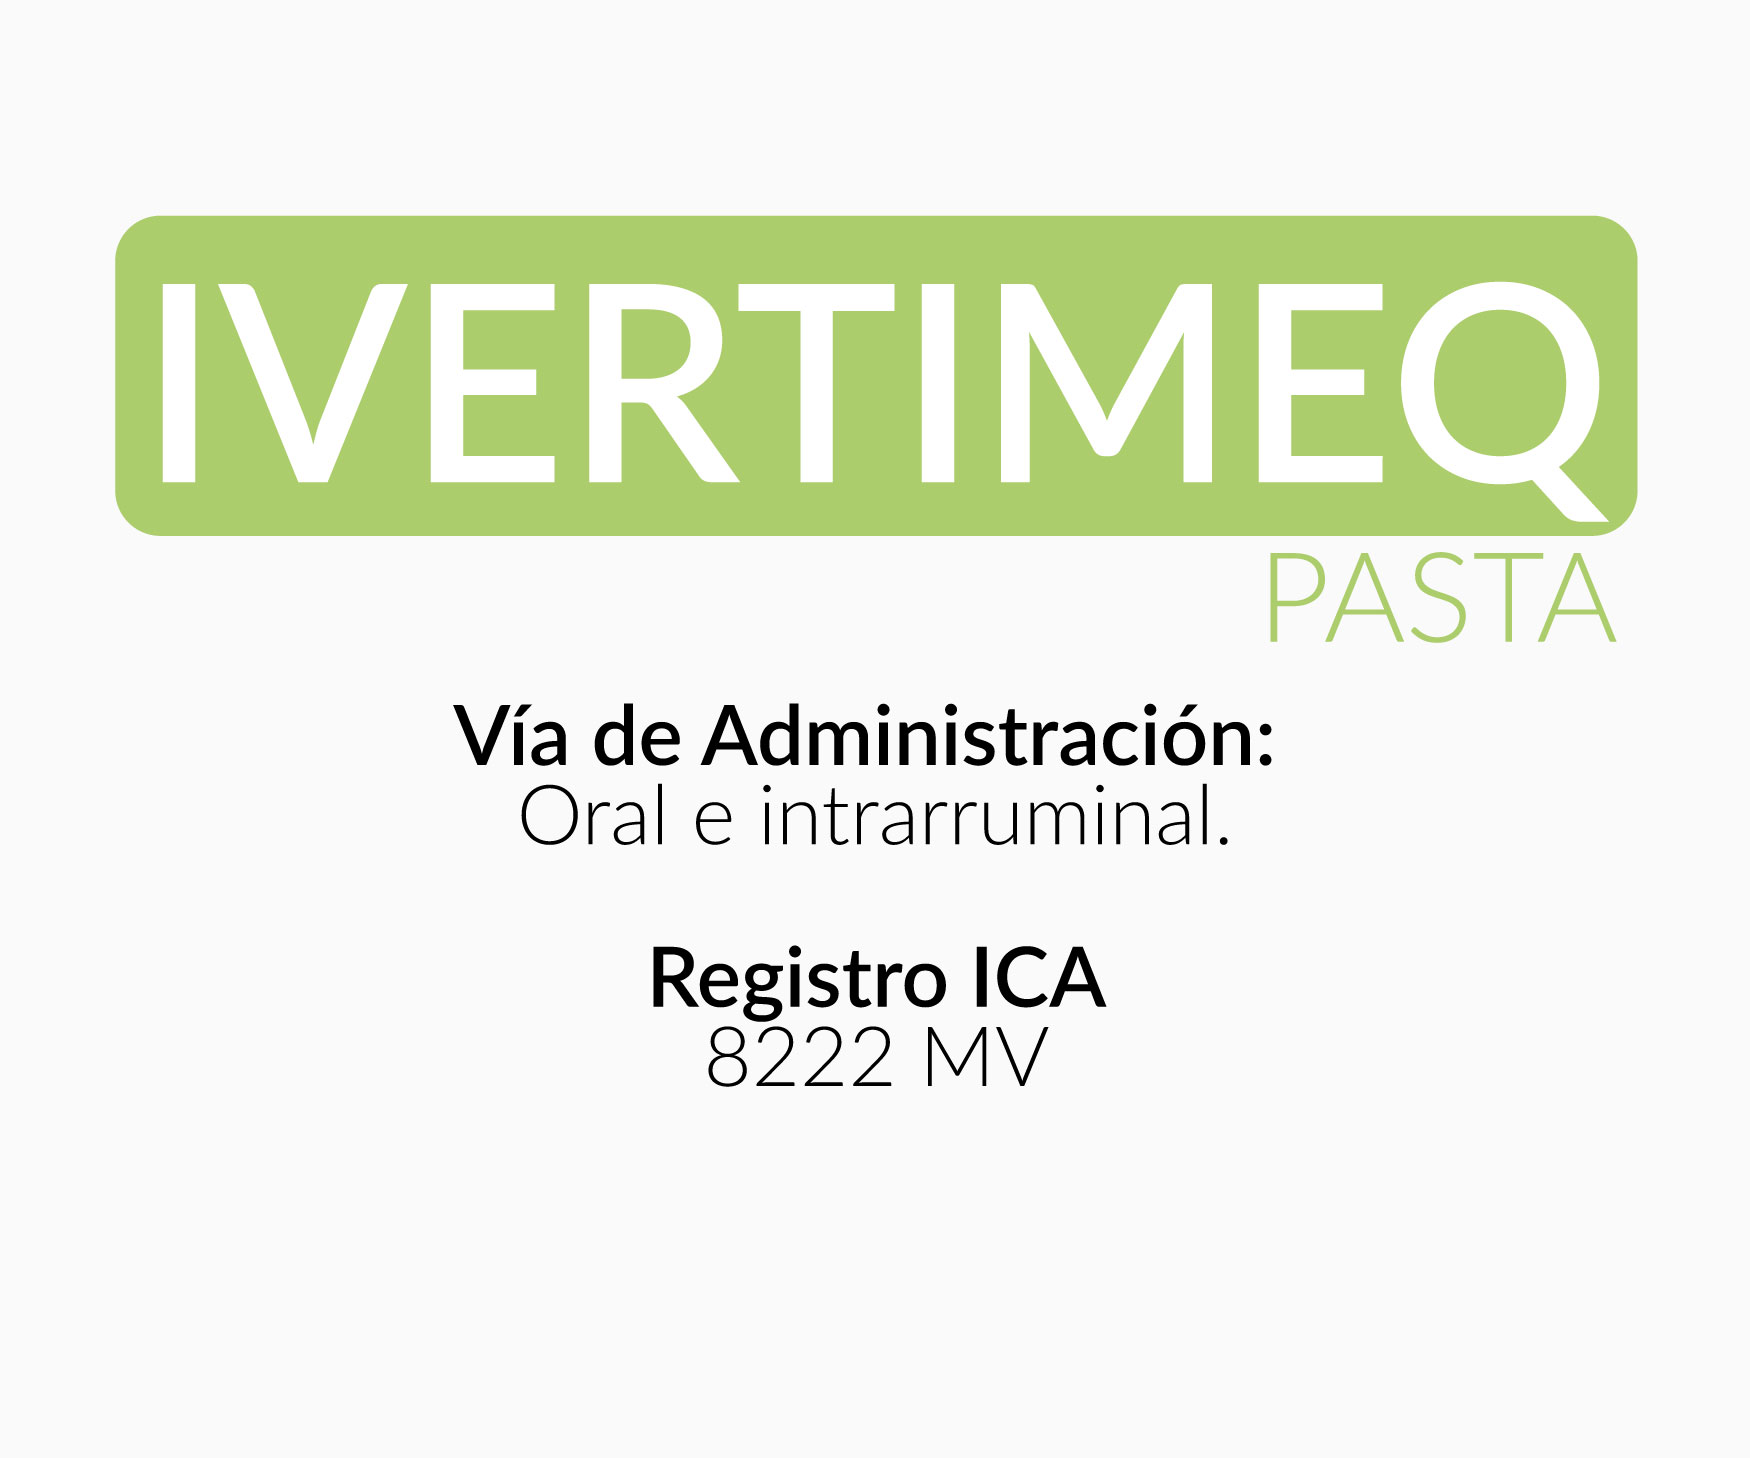 IVERTIMEQ
PASTA
Vía de Administración:
Oral e intrarruminal.
Registro ICA
8222 MV